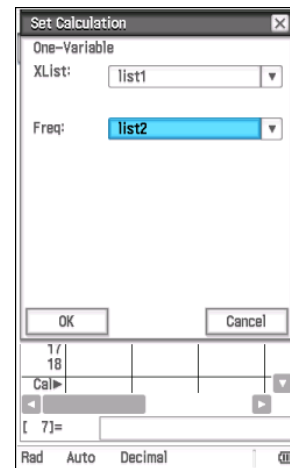 Set Calculation
One-Variable
XList: list1
Freq: list2
OK Cancel
17
18
Cal▶
[ 7]=
Rad Auto Decimal